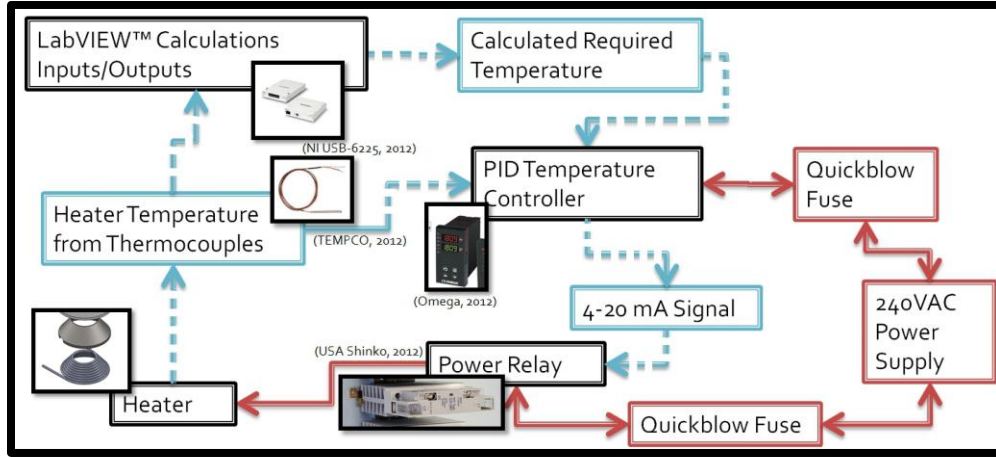 LabVIEW™ Calculations
Inputs/Outputs
Calculated Required
Temperature
(NI USB-6225, 2012)
PID Temperature
Controller
Quickblow
Fuse
Heater Temperature
from Thermocouples
(TEMPCO, 2012)
(Omega, 2012)
4-20 mA Signal
240VAC
Power
Supply
(USA Shinko, 2012)
Power Relay
Heater
Quickblow Fuse